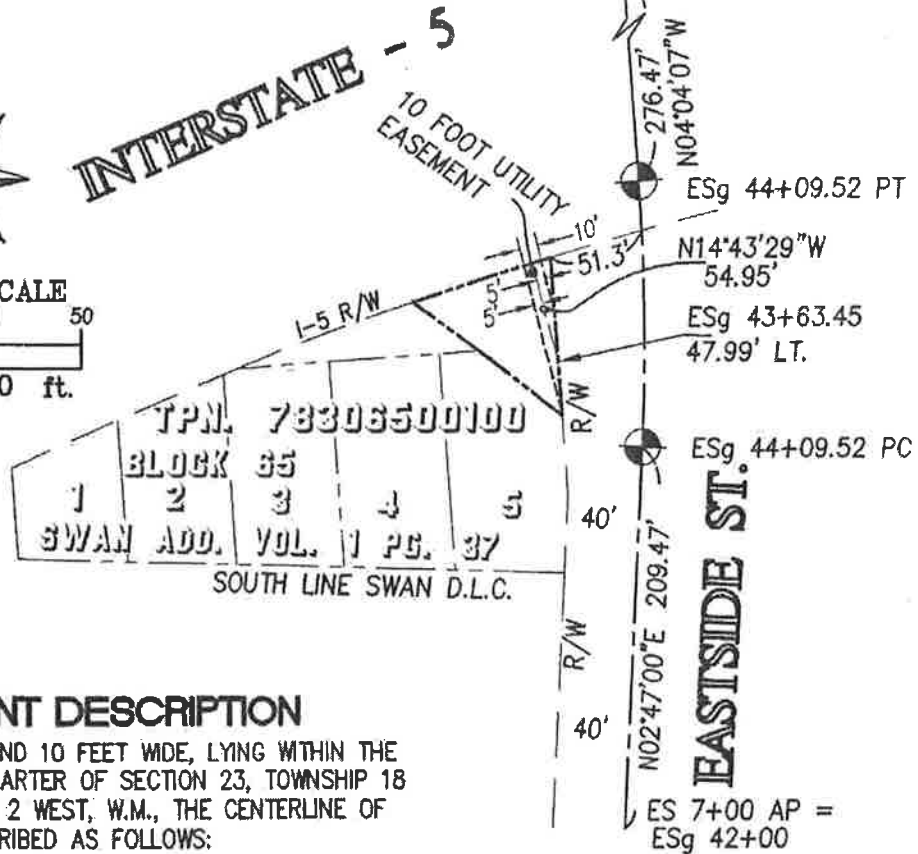 INTERSTATE - 5
10 FOOT UTILITY
EASEMENT
276.47'
N04°04'07"W
ESg 44+09.52 PT
10'
51.3'
N14°43'29"W
54.95'
5'
5'
ESg 43+63.45
47.99' LT.
CALE
50
0 ft.
I-5 R/W
R/W
TPN. 78306500100
BLOCK 65
1 2 3 4 5
SWAN ADD. VOL. 1 PG. 37
SOUTH LINE SWAN D.L.C.
ESg 44+09.52 PC
40'
R/W
40'
N02°47'00"E 209.47'
EASTSIDE ST.
ES 7+00 AP =
ESg 42+00
NT DESCRIPTION
ND 10 FEET WIDE, LYING WITHIN THE
ARTER OF SECTION 23, TOWNSHIP 18
2 WEST, W.M., THE CENTERLINE OF
RIBED AS FOLLOWS: